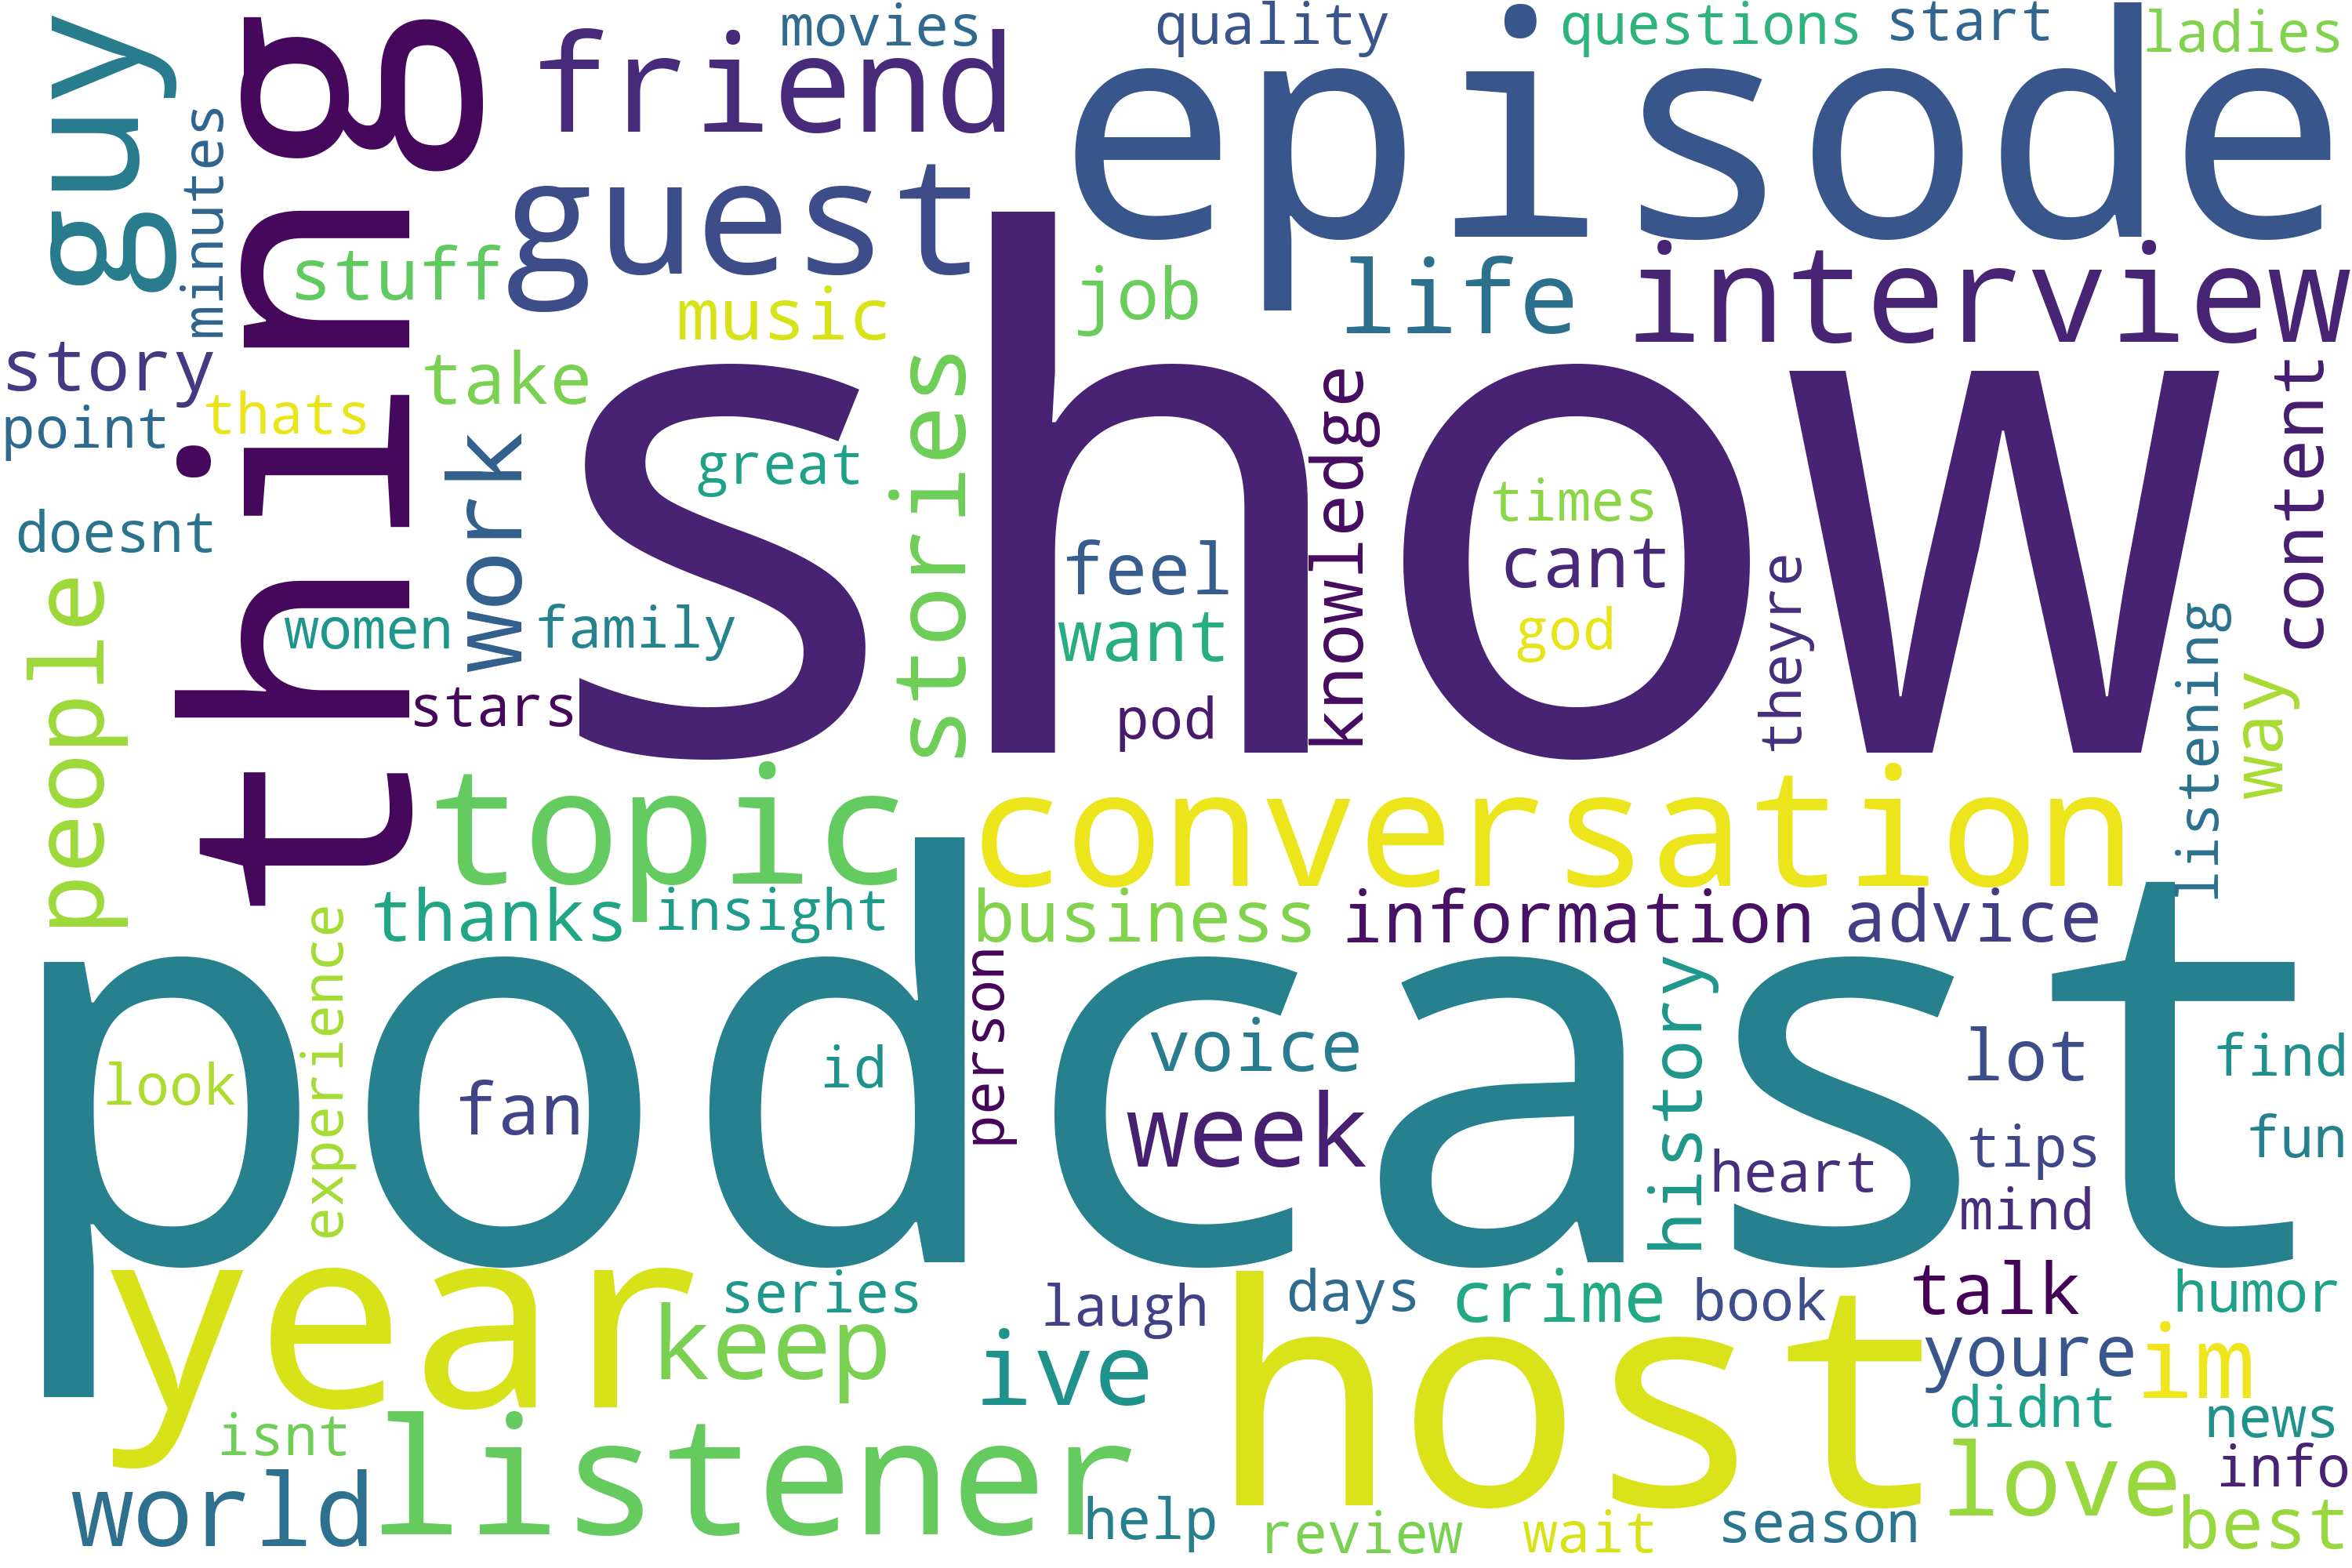 movies
quality
questions
start
ladies
guy
thing
friend
episode
minutes
guest
stuff
music
job
life
interview
story
take
thats
point
show
stories
knowledge
content
work
great
times
doesnt
feel
cant
theyre
people
women
family
want
god
listening
stars
pod
way
topic
conversation
thanks
insight
business
information
advice
experience
podcast
person
history
voice
lot
find
look
id
fan
week
tips
fun
heart
mind
year
series
laugh
days
crime
book
talk
humor
keep
ive
host
youre
im
isnt
listener
didnt
news
love
info
world
help
review
wait
season
best